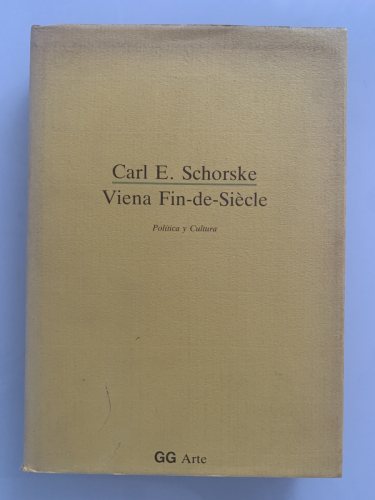 Carl E. Schorske
Viena Fin-de-Siècle
Política y Cultura
GG Arte